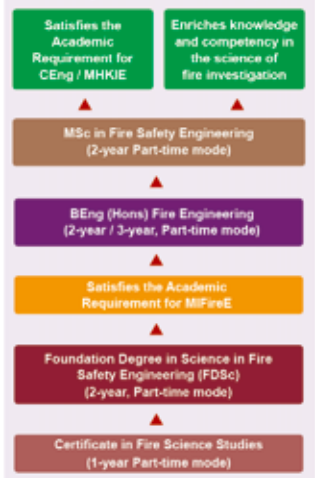 Satisfies the
Academic
Requirement for
CEng / MHKIE
Enriches knowledge
and competency in
the science of
fire investigation
MSc in Fire Safety Engineering
(2-year Part-time mode)
BEng (Hons) Fire Engineering
(2-year / 3-year, Part-time mode)
Satisfies the Academic
Requirement for MIFireE
Foundation Degree in Science in Fire
Safety Engineering (FDSc)
(2-year, Part-time mode)
Certificate in Fire Science Studies
(1-year Part-time mode)